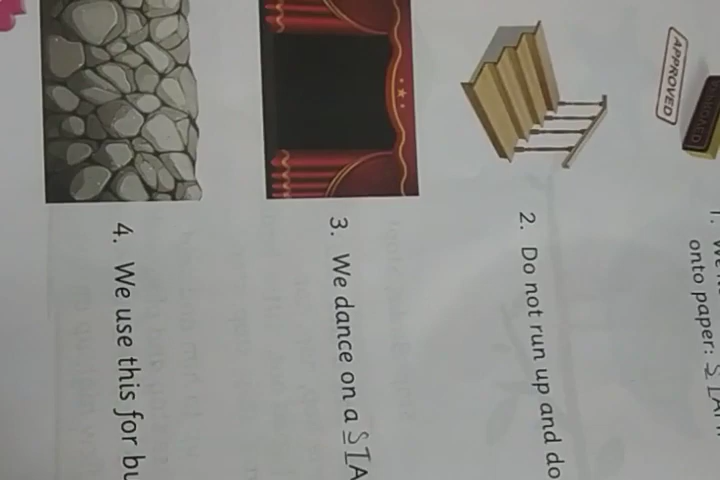 APPROVED
onto paper: STA
2. Do not run up and do
3. We dance on a STA
4. We use this for bu